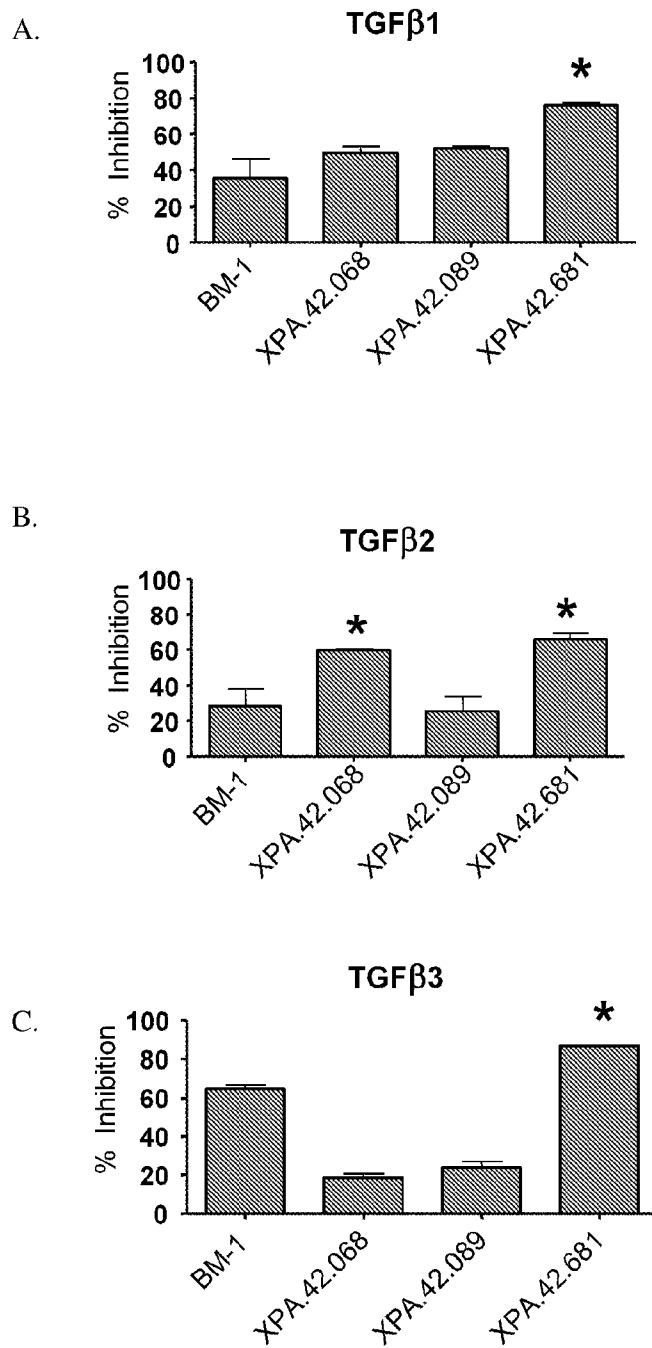 A.
TGFβ1
% Inhibition
100
80
60
40
20
0
*
BM-1
XPA.42.068
XPA.42.089
XPA.42.681
B.
TGFβ2
% Inhibition
100
80
60
40
20
0
*
*
BM-1
XPA.42.068
XPA.42.089
XPA.42.681
C.
TGFβ3
% Inhibition
100
80
60
40
20
0
*
BM-1
XPA.42.068
XPA.42.089
XPA.42.681